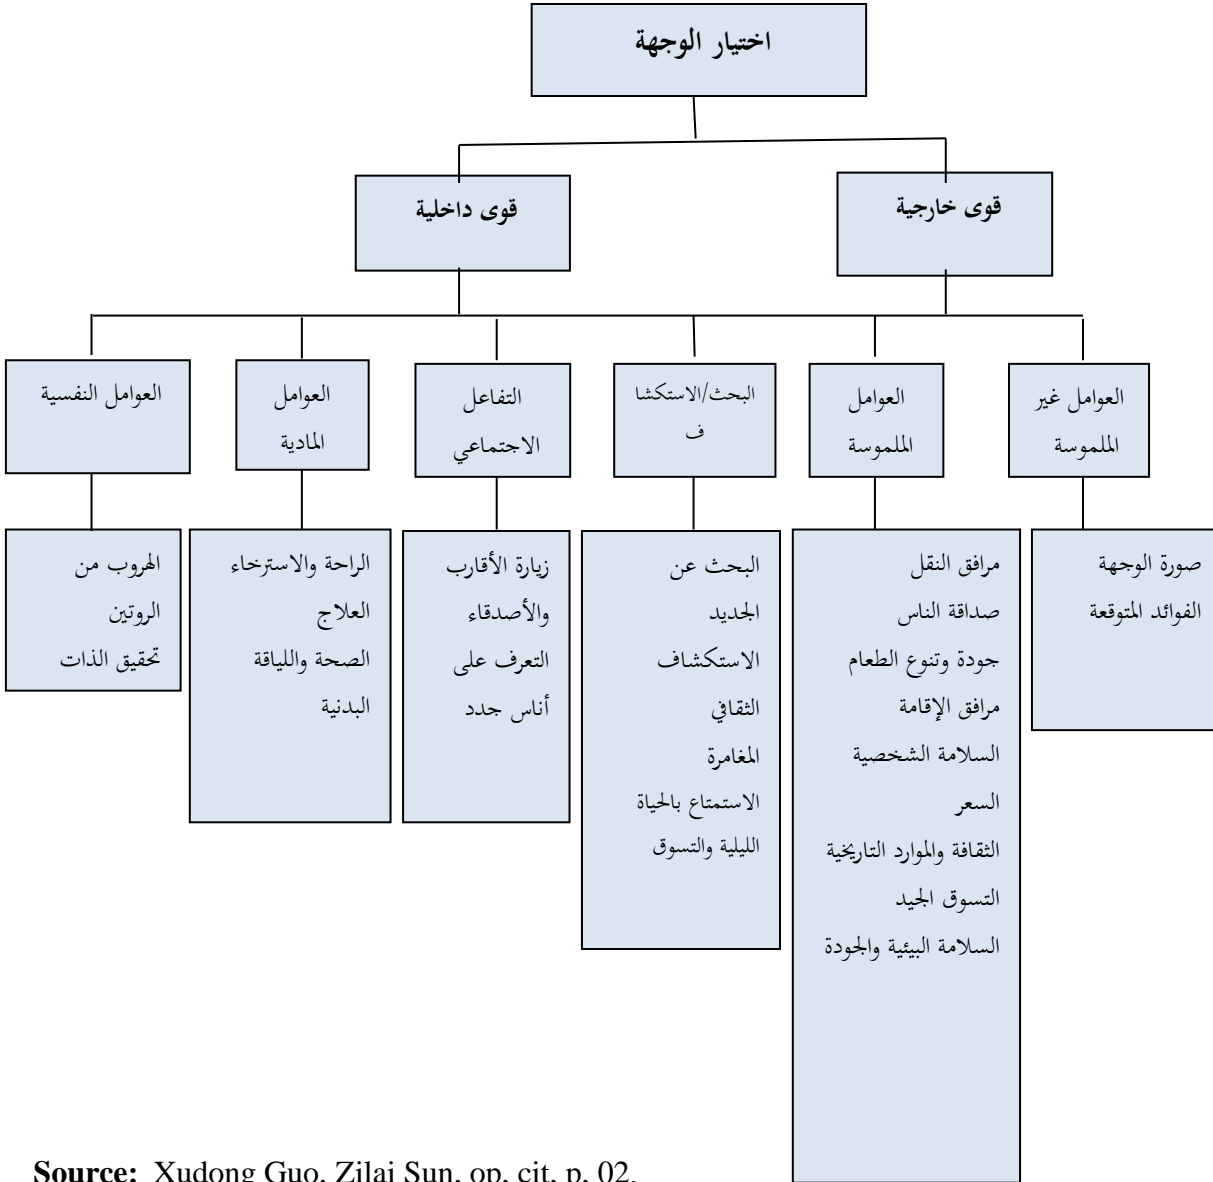 اختيار الوجهة
قوى خارجية
قوى داخلية
العوامل غير
الملموسة
العوامل
الملموسة
البحث/الاستكشا
ف
التفاعل
الاجتماعي
العوامل
المادية
العوامل النفسية
صورة الوجهة
الفوائد المتوقعة
مرافق النقل
صداقة الناس
جودة وتنوع الطعام
مرافق الإقامة
السلامة الشخصية
السعر
الثقافة والموارد التاريخية
التسوق الجيد
السلامة البيئية والجودة
البحث عن
الجديد
الاستكشاف
الثقافي
المغامرة
الاستمتاع بالحياة
الليلية والتسوق
زيارة الأقارب
والأصدقاء
التعرف على
أناس جدد
الراحة والاسترخاء
العلاج
الصحة واللياقة
البدنية
الهروب من
الروتين
تحقيق الذات
Source: Xudong Guo, Zilai Sun, op, cit, p, 02.